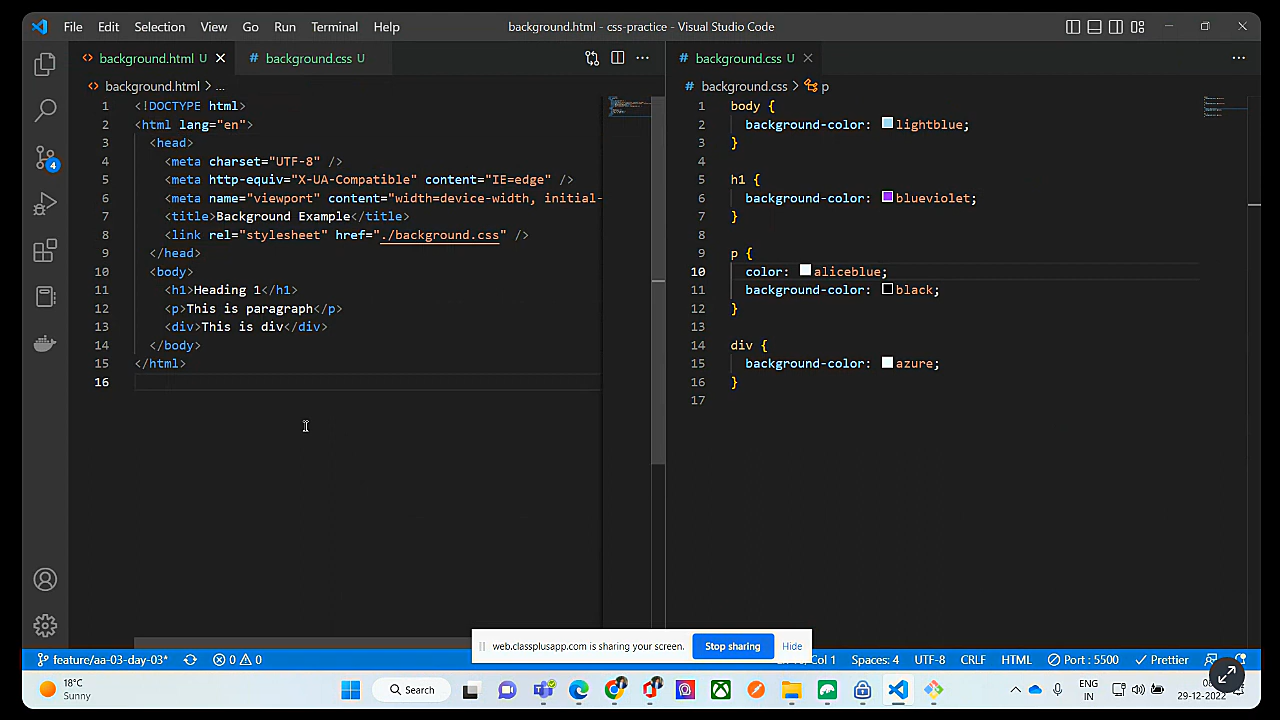 File Edit Selection View Go Run Terminal Help
background.html - css-practice - Visual Studio Code
background.html U
background.css U
background.html > ...
1 <!DOCTYPE html>
2 <html lang="en">
3 <head>
4 <meta charset="UTF-8" />
5 <meta http-equiv="X-UA-Compatible" content="IE=edge" />
6 <meta name="viewport" content="width=device-width, initial-
7 <title>Background Example</title>
8 <link rel="stylesheet" href="./background.css" />
9 </head>
10 <body>
11 <h1>Heading 1</h1>
12 <p>This is paragraph</p>
13 <div>This is div</div>
14 </body>
15 </html>
16
background.css U
background.css > p
1 body {
2 background-color: lightblue;
3 }
4
5 h1 {
6 background-color: blueviolet;
7 }
8
9 p {
10 color: aliceblue;
11 background-color: black;
12 }
13
14 div {
15 background-color: azure;
16 }
17
4
web.classplusapp.com is sharing your screen. Stop sharing Hide
feature/aa-03-day-03* 0 0 Col 1 Spaces: 4 UTF-8 CRLF HTML Port : 5500 Prettier
18°C
Sunny
Search
ENG
IN
29-12-2022